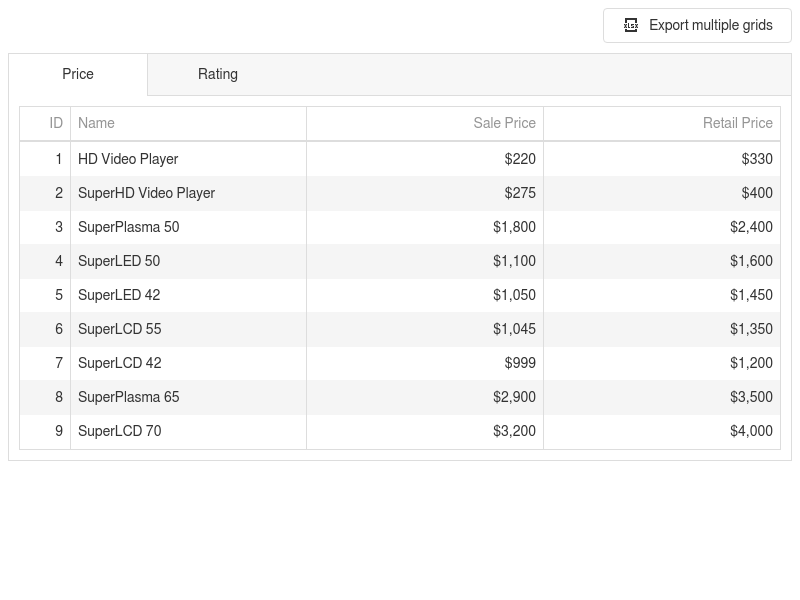 Export multiple grids
Price Rating
ID Name Sale Price Retail Price
1 HD Video Player $220 $330
2 SuperHD Video Player $275 $400
3 SuperPlasma 50 $1,800 $2,400
4 SuperLED 50 $1,100 $1,600
5 SuperLED 42 $1,050 $1,450
6 SuperLCD 55 $1,045 $1,350
7 SuperLCD 42 $999 $1,200
8 SuperPlasma 65 $2,900 $3,500
9 SuperLCD 70 $3,200 $4,000